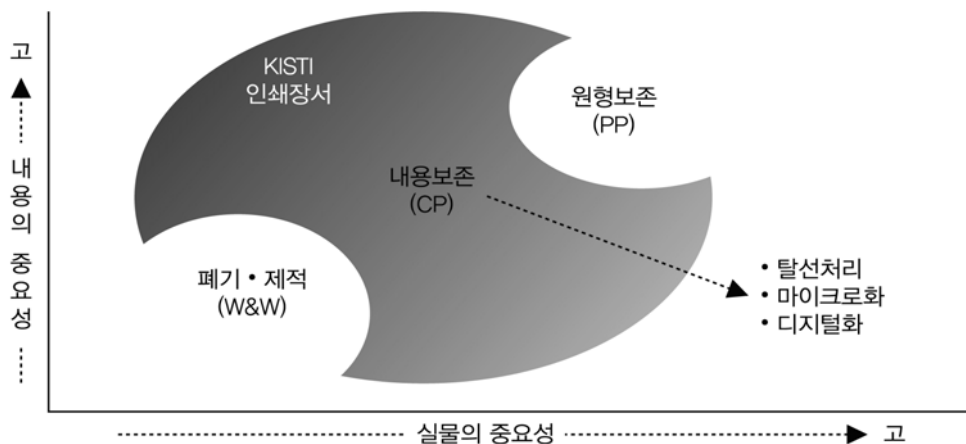 고
내용의 중요성
KISTI
인쇄장서
원형보존
(PP)
내용보존
(CP)
폐기・제적
(W&W)
• 탈선처리
• 마이크로화
• 디지털화
실물의 중요성
고